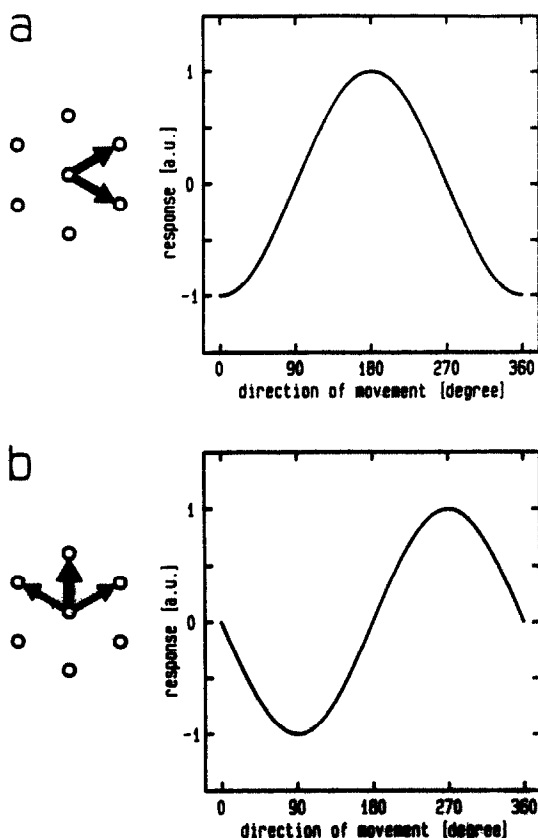 a
response [a.u.]
1
0
-1
0 90 180 270 360
direction of movement [degree]
b
response [a.u.]
1
0
-1
0 90 180 270 360
direction of movement [degree]